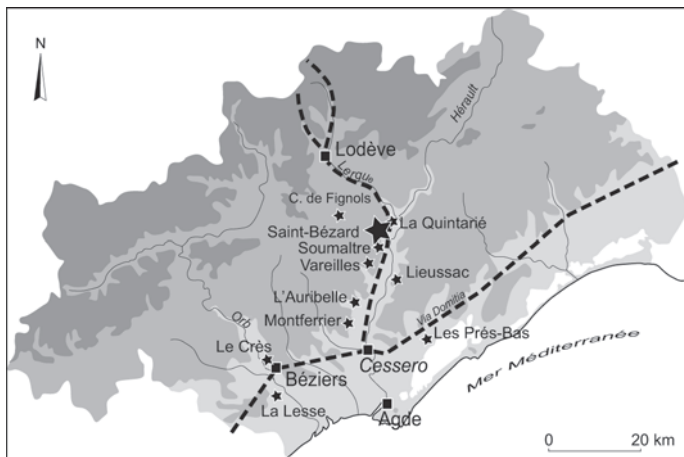 N
Hérault
Lodève
Lergue
C. de Fignols
La Quintarié
Saint-Bézard
Soumaltre
Vareilles
Lieussac
L'Auribelle
Montferrier
Orb
Via Domitia
Les Prés-Bas
Le Crès
Cessero
Béziers
Mer Méditerranée
La Lesse
Agde
0 20 km